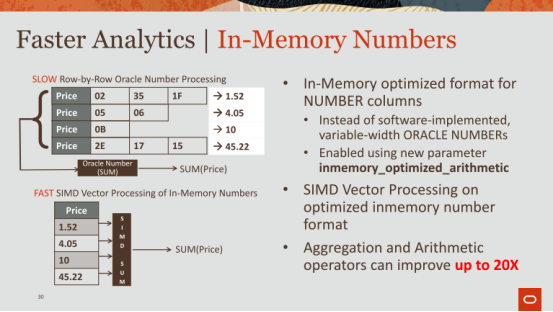 Faster Analytics | In-Memory Numbers
SLOW Row-by-Row Oracle Number Processing
Price 02 35 1F → 1.52
Price 05 06 → 4.05
Price 0B → 10
Price 2E 17 15 → 45.22
Oracle Number
(SUM)
SUM(Price)
FAST SIMD Vector Processing of In-Memory Numbers
Price
1.52
4.05
10
45.22
S
I
M
D
S
U
M
SUM(Price)
• In-Memory optimized format for
NUMBER columns
• Instead of software-implemented,
variable-width ORACLE NUMBERs
• Enabled using new parameter
inmemory_optimized_arithmetic
• SIMD Vector Processing on
optimized inmemory number
format
• Aggregation and Arithmetic
operators can improve up to 20X
30